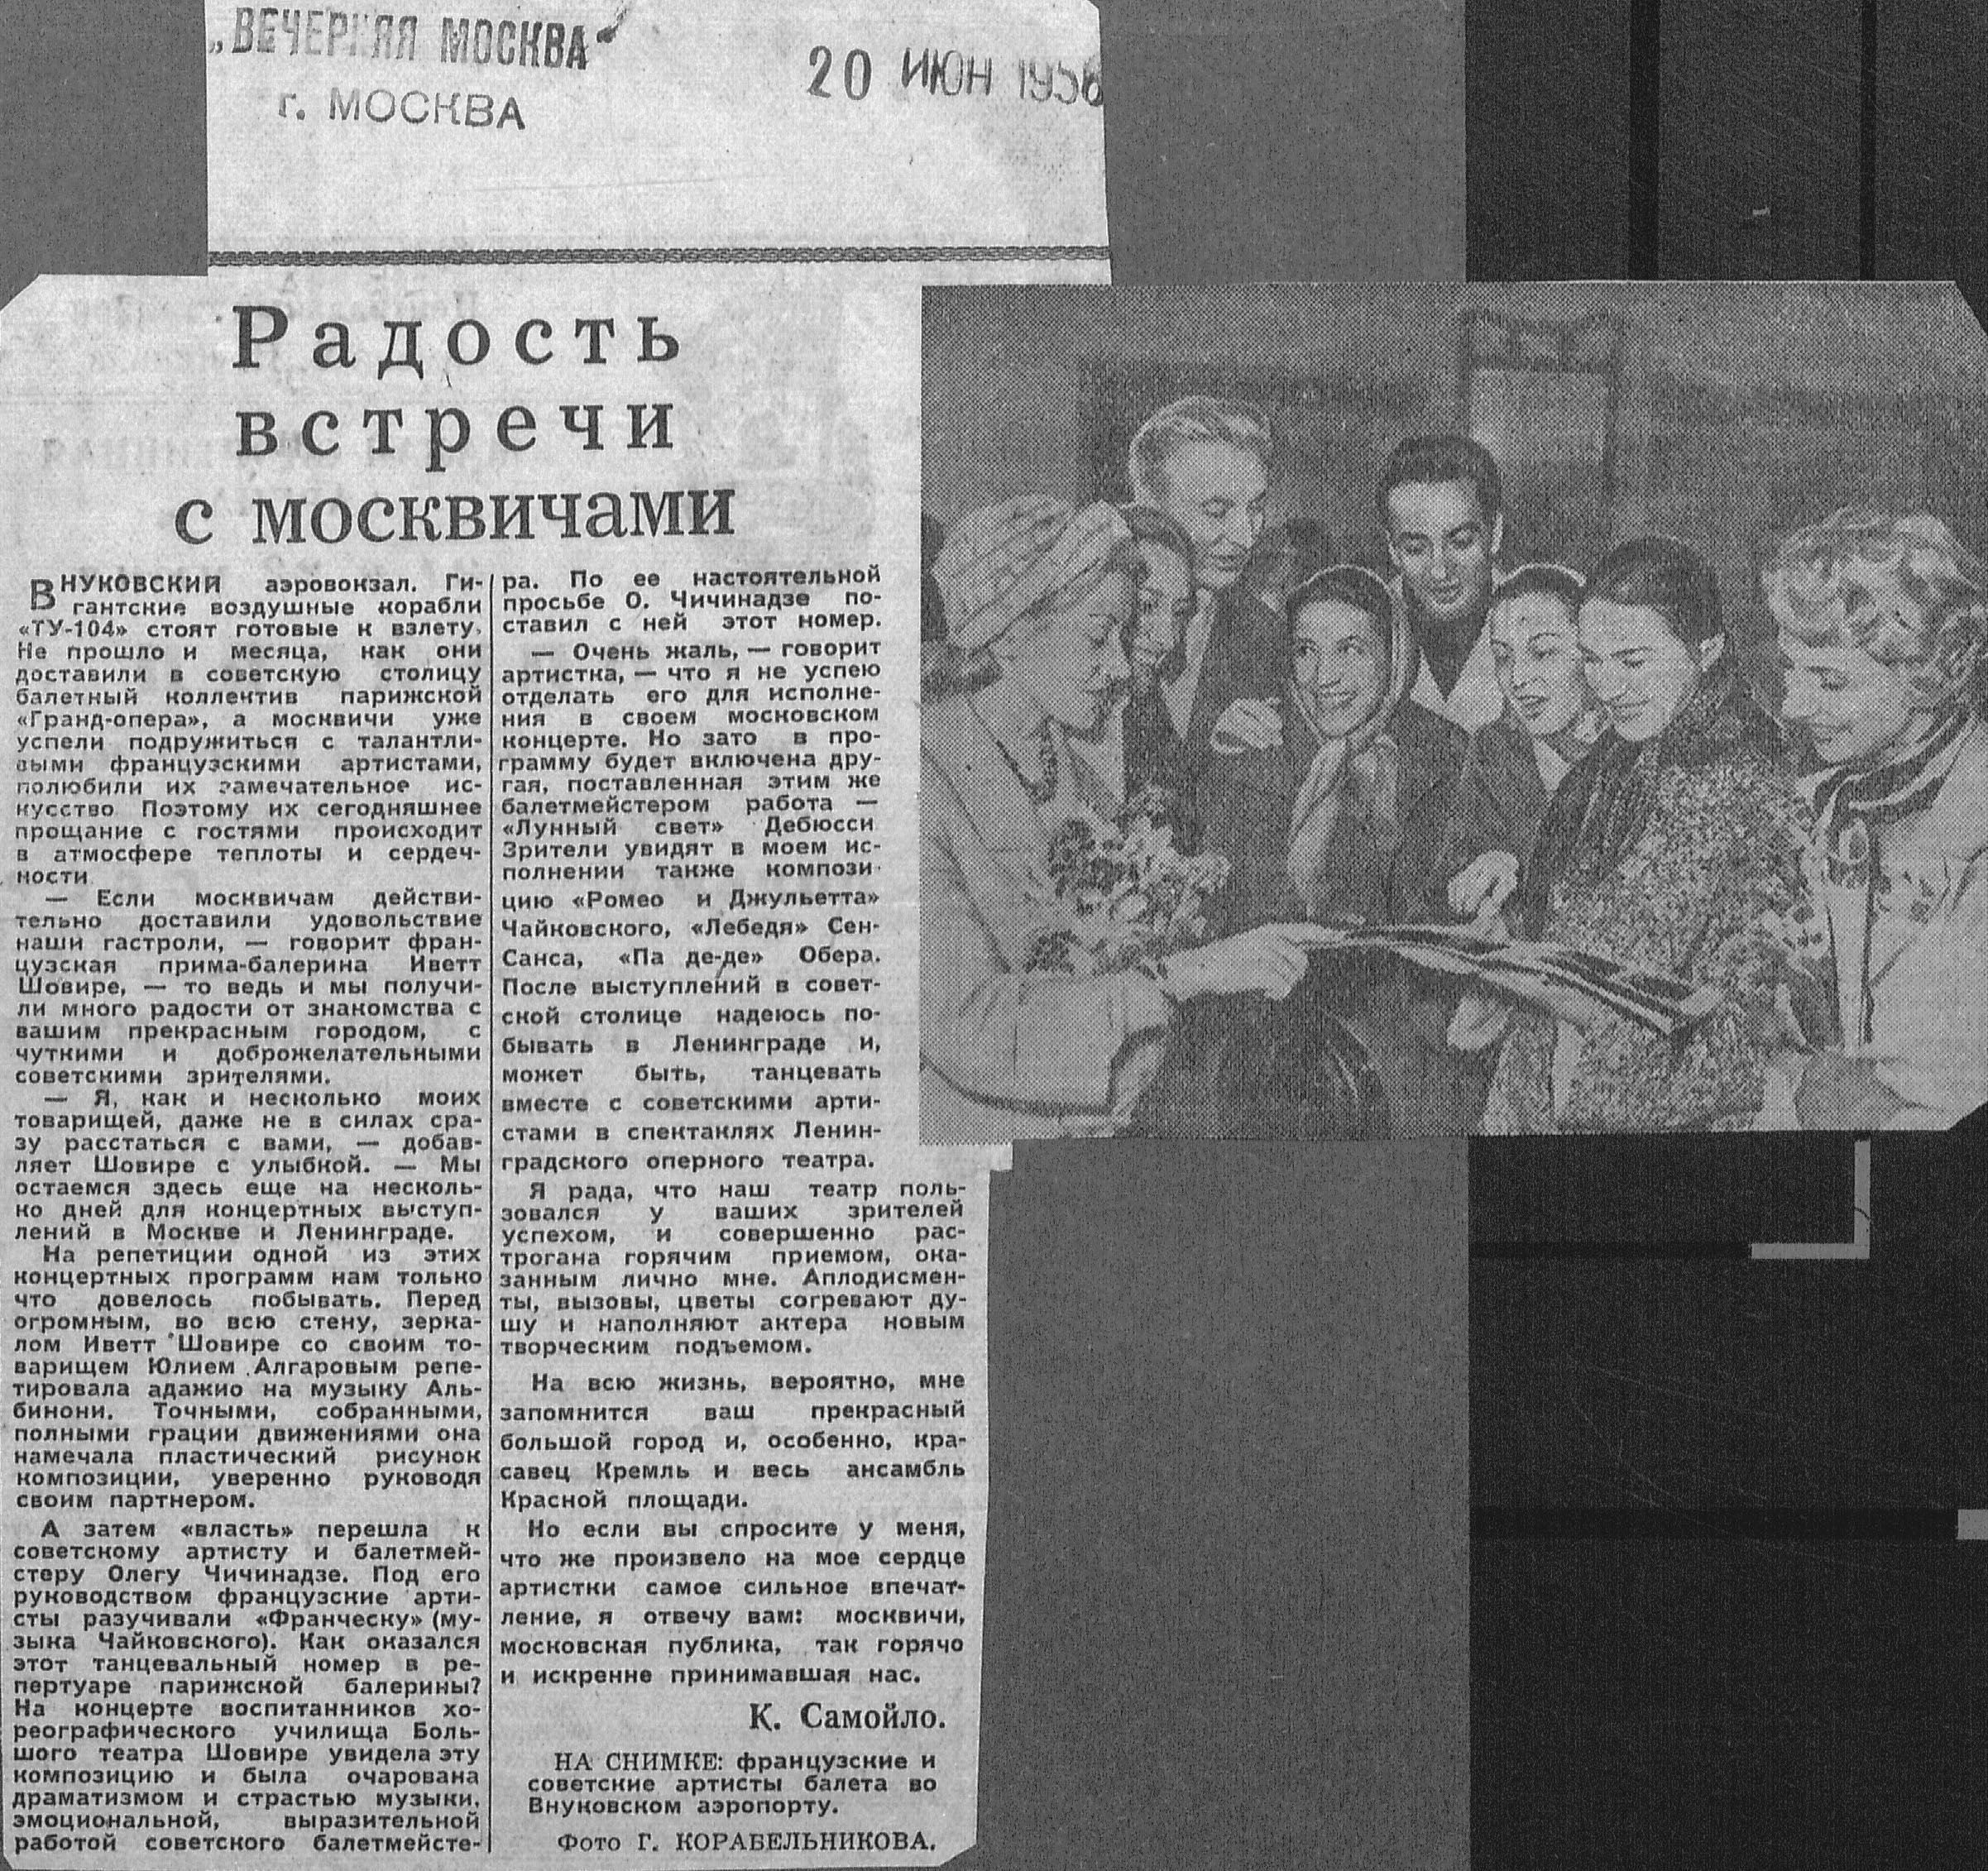 „ВЕЧЕРНЯЯ МОСКВА"
г. МОСКВА
20 ИЮН 1958
Радость
встречи
с москвичами
ВНУКОВСКИЙ аэровокзал. Ги-
гантские воздушные корабли
«ТУ-104» стоят готовые к взлету.
Не прошло и месяца, как они
доставили в советскую столицу
балетный коллектив парижской
«Гранд-опера», а москвичи уже
успели подружиться с талантли-
выми французскими артистами,
полюбили их замечательное ис-
кусство Поэтому их сегодняшнее
прощание с гостями происходит
в атмосфере теплоты и сердеч-
ности
— Если москвичам действи-
тельно доставили удовольствие
наши гастроли, — говорит фран-
цузская прима-балерина Иветт
Шовире, — то ведь и мы получи-
ли много радости от знакомства с
вашим прекрасным городом, с
чуткими и доброжелательными
советскими зрителями.
— Я, как и несколько моих
товарищей, даже не в силах сра-
зу расстаться с вами, — добав-
ляет Шовире с улыбкой. — Мы
остаемся здесь еще на несколь-
ко дней для концертных выступ-
лений в Москве и Ленинграде.
На репетиции одной из этих
концертных программ нам только
что довелось побывать. Перед
огромным, во всю стену, зерка-
лом Иветт Шовире со своим то-
варищем Юлием Алгаровым репе-
тировала адажио на музыку Аль-
бинони. Точными, собранными,
полными грации движениями она
намечала пластический рисунок
композиции, уверенно руководя
своим партнером.
А затем «власть» перешла к
советскому артисту и балетмей-
стеру Олегу Чичинадзе. Под его
руководством французские арти-
сты разучивали «Франческу» (му-
зыка Чайковского). Как оказался
этот танцевальный номер в ре-
пертуаре парижской балерины?
На концерте воспитанников хо-
реографического училища Боль-
шого театра Шовире увидела эту
композицию и была очарована
драматизмом и страстью музыки,
эмоциональной, выразительной
работой советского балетмейсте-
ра. По ее настоятельной
просьбе О. Чичинадзе по-
ставил с ней этот номер.
— Очень жаль, — говорит
артистка, — что я не успею
отделать его для исполне-
ния в своем московском
концерте. Но зато в про-
грамму будет включена дру-
гая, поставленная этим же
балетмейстером работа —
«Лунный свет» Дебюсси
Зрители увидят в моем ис-
полнении также компози-
цию «Ромео и Джульетта»
Чайковского, «Лебедя» Сен-
Санса, «Па де-де» Обера.
После выступлений в совет-
ской столице надеюсь по-
бывать в Ленинграде и,
может быть, танцевать
вместе с советскими арти-
стами в спектаклях Ленин-
градского оперного театра.
Я рада, что наш театр поль-
зовался у ваших зрителей
успехом, и совершенно рас-
трогана горячим приемом, ока-
занным лично мне. Аплодисмен-
ты, вызовы, цветы согревают ду-
шу и наполняют актера новым
творческим подъемом.
На всю жизнь, вероятно, мне
запомнится ваш прекрасный
большой город и, особенно, кра-
савец Кремль и весь ансамбль
Красной площади.
Но если вы спросите у меня,
что же произвело на мое сердце
артистки самое сильное впечат-
ление, я отвечу вам: москвичи,
московская публика, так горячо
и искренне принимавшая нас.
К. Самойло.
НА СНИМКЕ: французские и
советские артисты балета во
Внуковском аэропорту.
Фото Г. КОРАБЕЛЬНИКОВА.